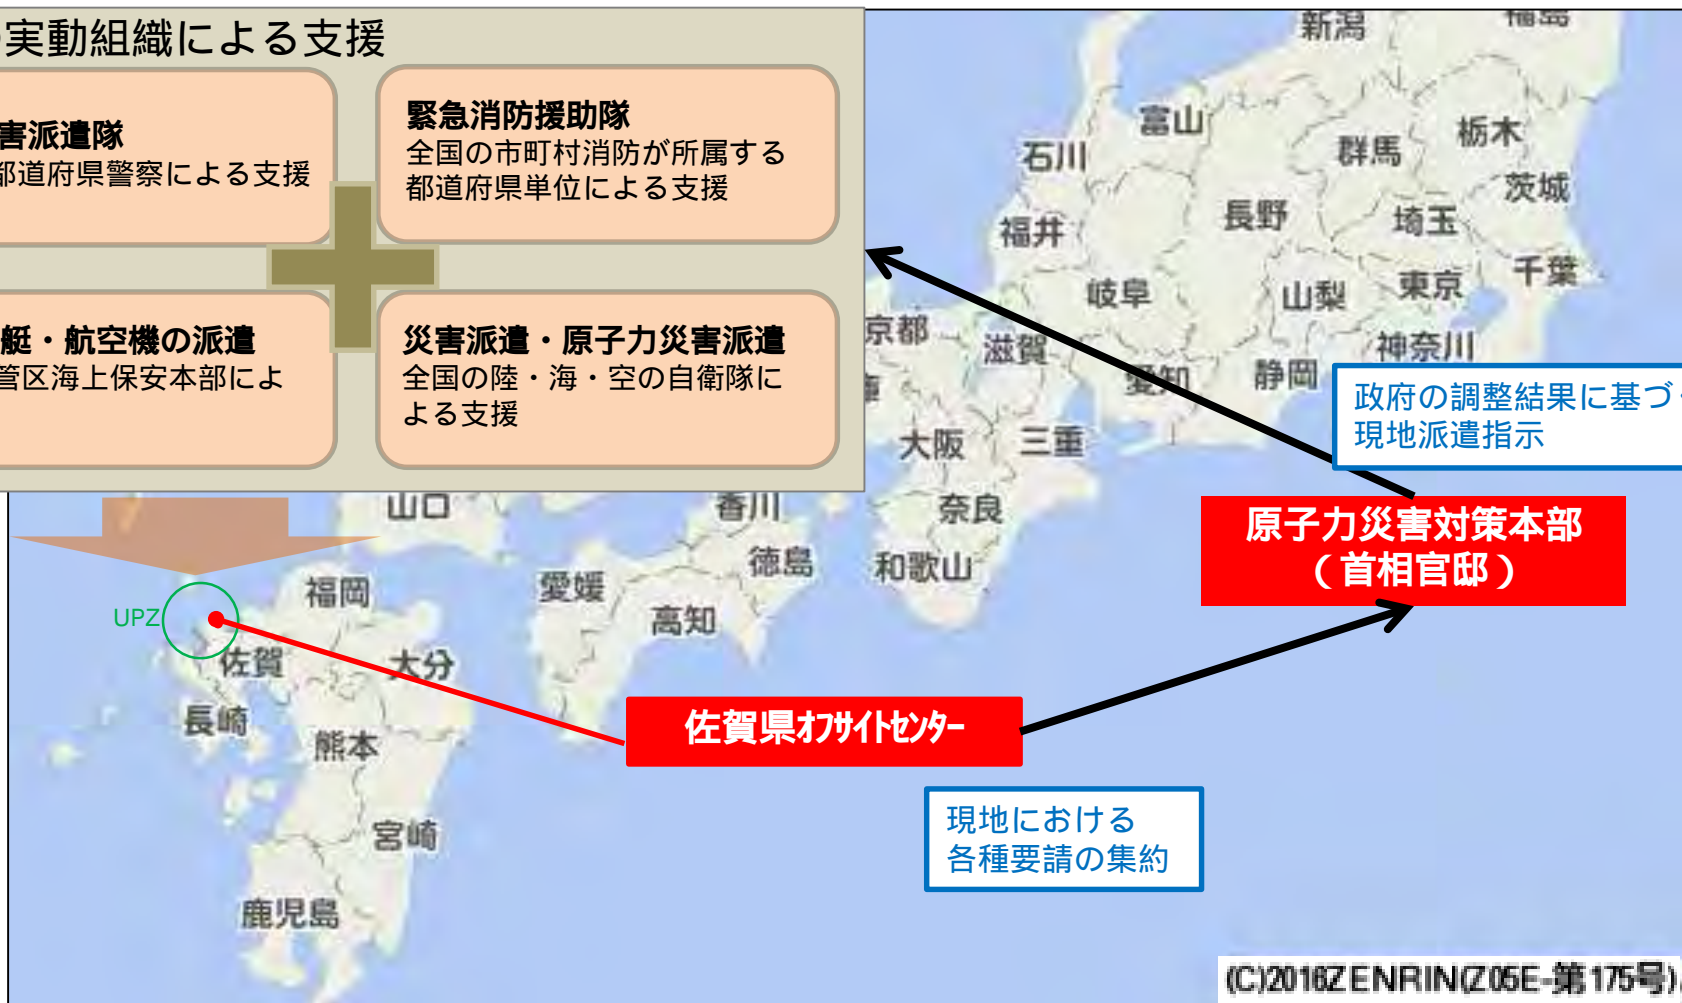 実動組織による支援
害派遣隊
都道府県警察による支援
緊急消防援助隊
全国の市町村消防が所属する
都道府県単位による支援
艇・航空機の派遣
管区海上保安本部によ
災害派遣・原子力災害派遣
全国の陸・海・空の自衛隊に
よる支援
新潟
福島
富山
石川
群馬
栃木
茨城
福井
長野
埼玉
千葉
岐阜
山梨
東京
京都
滋賀
神奈川
愛知
静岡
政府の調整結果に基づ
現地派遣指示
大阪
三重
山口
香川
奈良
原子力災害対策本部
（首相官邸）
徳島
和歌山
福岡
愛媛
高知
UPZ
佐賀
大分
長崎
熊本
佐賀県ｵﾌｻｲﾄｾﾝﾀｰ
現地における
各種要請の集約
宮崎
鹿児島
(C)2016ZENRIN(Z05E-第175号)